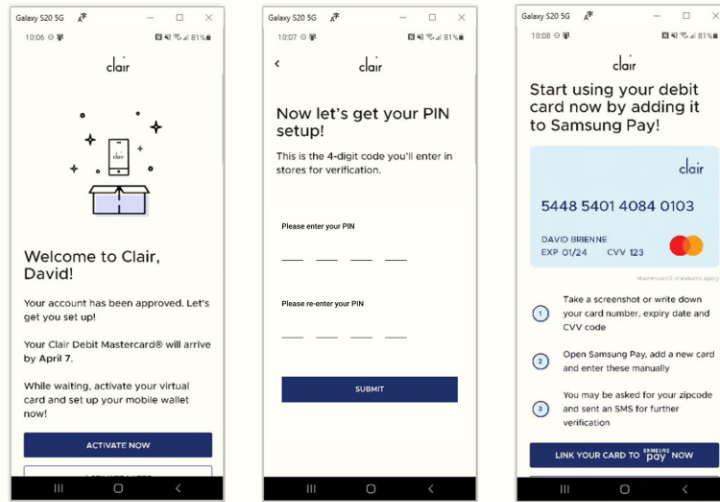 Galaxy S20 5G
10:06
81%
clair
clair
Welcome to Clair,
David!
Your account has been approved. Let's
get you set up!
Your Clair Debit Mastercard® will arrive
by April 7.
While waiting, activate your virtual
card and set up your mobile wallet
now!
ACTIVATE NOW
Galaxy S20 5G
10:07
81%
clair
Now let's get your PIN
setup!
This is the 4-digit code you'll enter in
stores for verification.
Please enter your PIN
Please re-enter your PIN
SUBMIT
Galaxy S20 5G
10:08
81%
clair
Start using your debit
card now by adding it
to Samsung Pay!
clair
5448 5401 4084 0103
DAVID BRIENNE
EXP 01/24 CVV 123
1
Take a screenshot or write down
your card number, expiry date and
CVV code
2
Open Samsung Pay, add a new card
and enter these manually
3
You may be asked for your zipcode
and sent an SMS for further
verification
LINK YOUR CARD TO SAMSUNG pay NOW